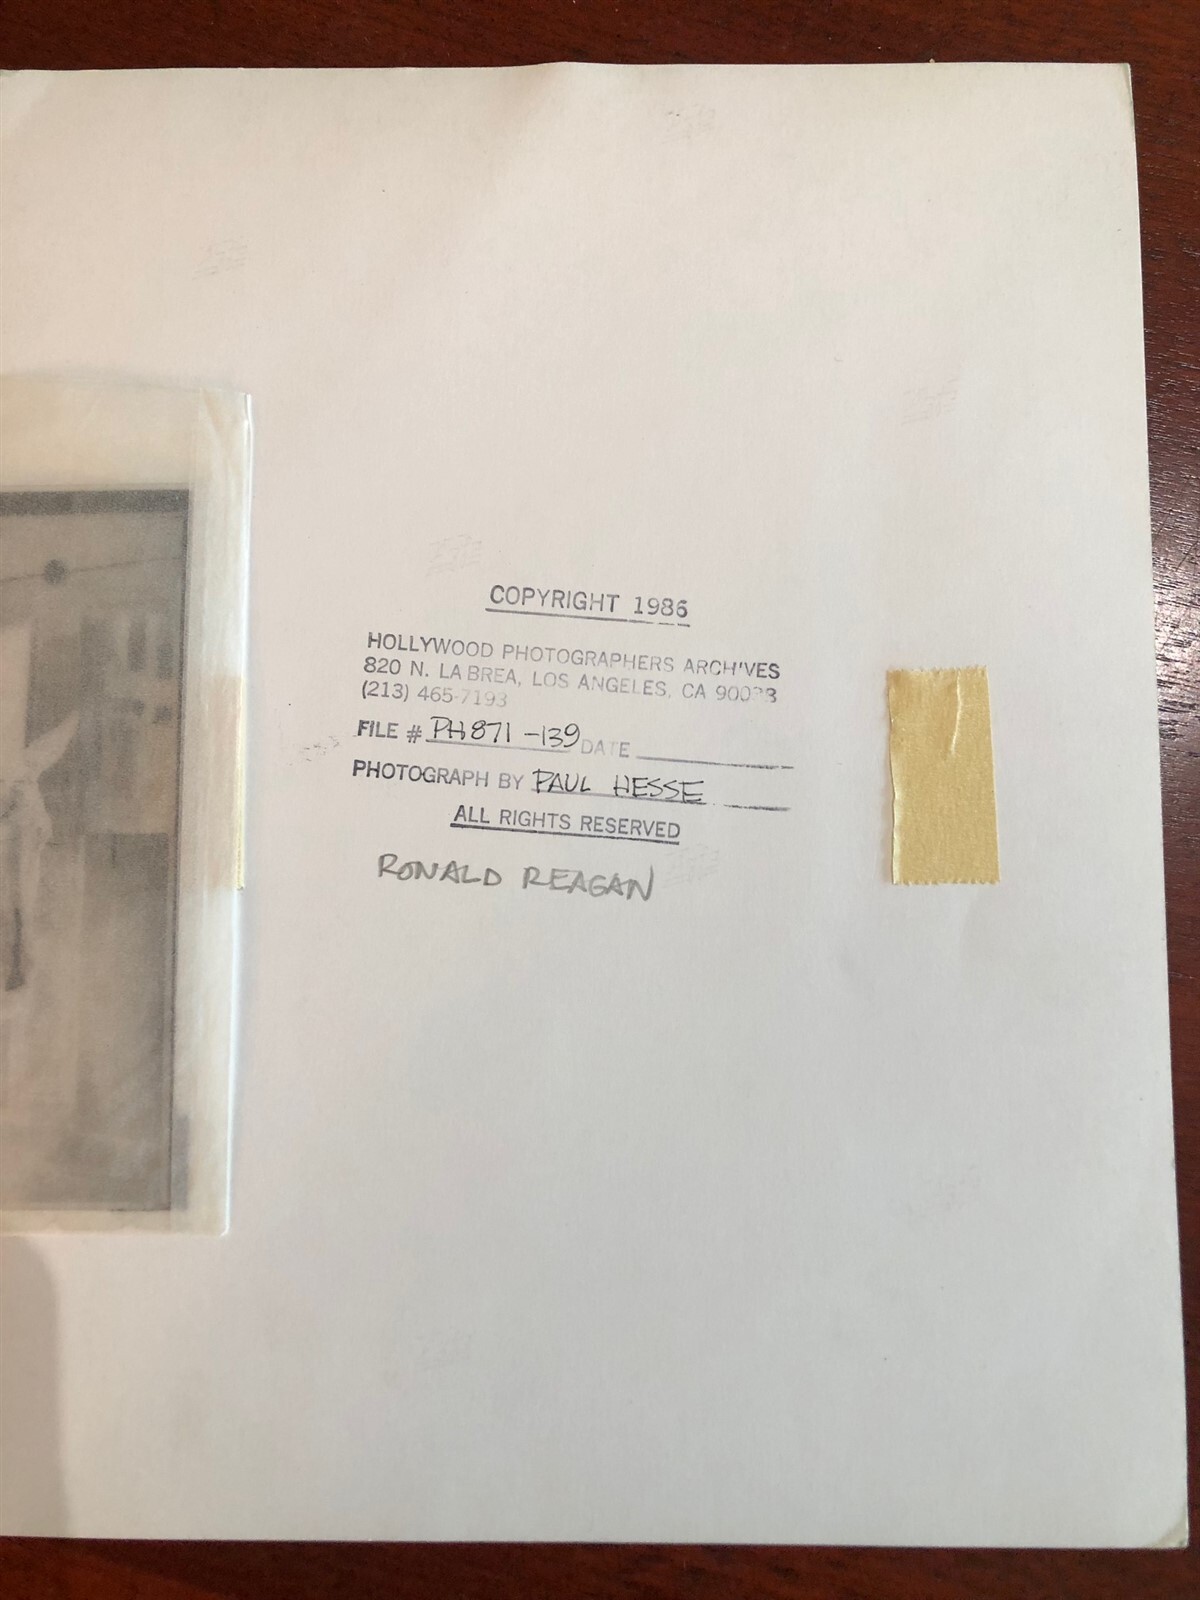 COPYRIGHT 1986
HOLLYWOOD PHOTOGRAPHERS ARCHIVES
820 N. LA BREA, LOS ANGELES, CA
(213) 465-7193
FILE # PH871-139 DATE
PHOTOGRAPH BY PAUL HESSE
ALL RIGHTS RESERVED
RONALD REAGAN